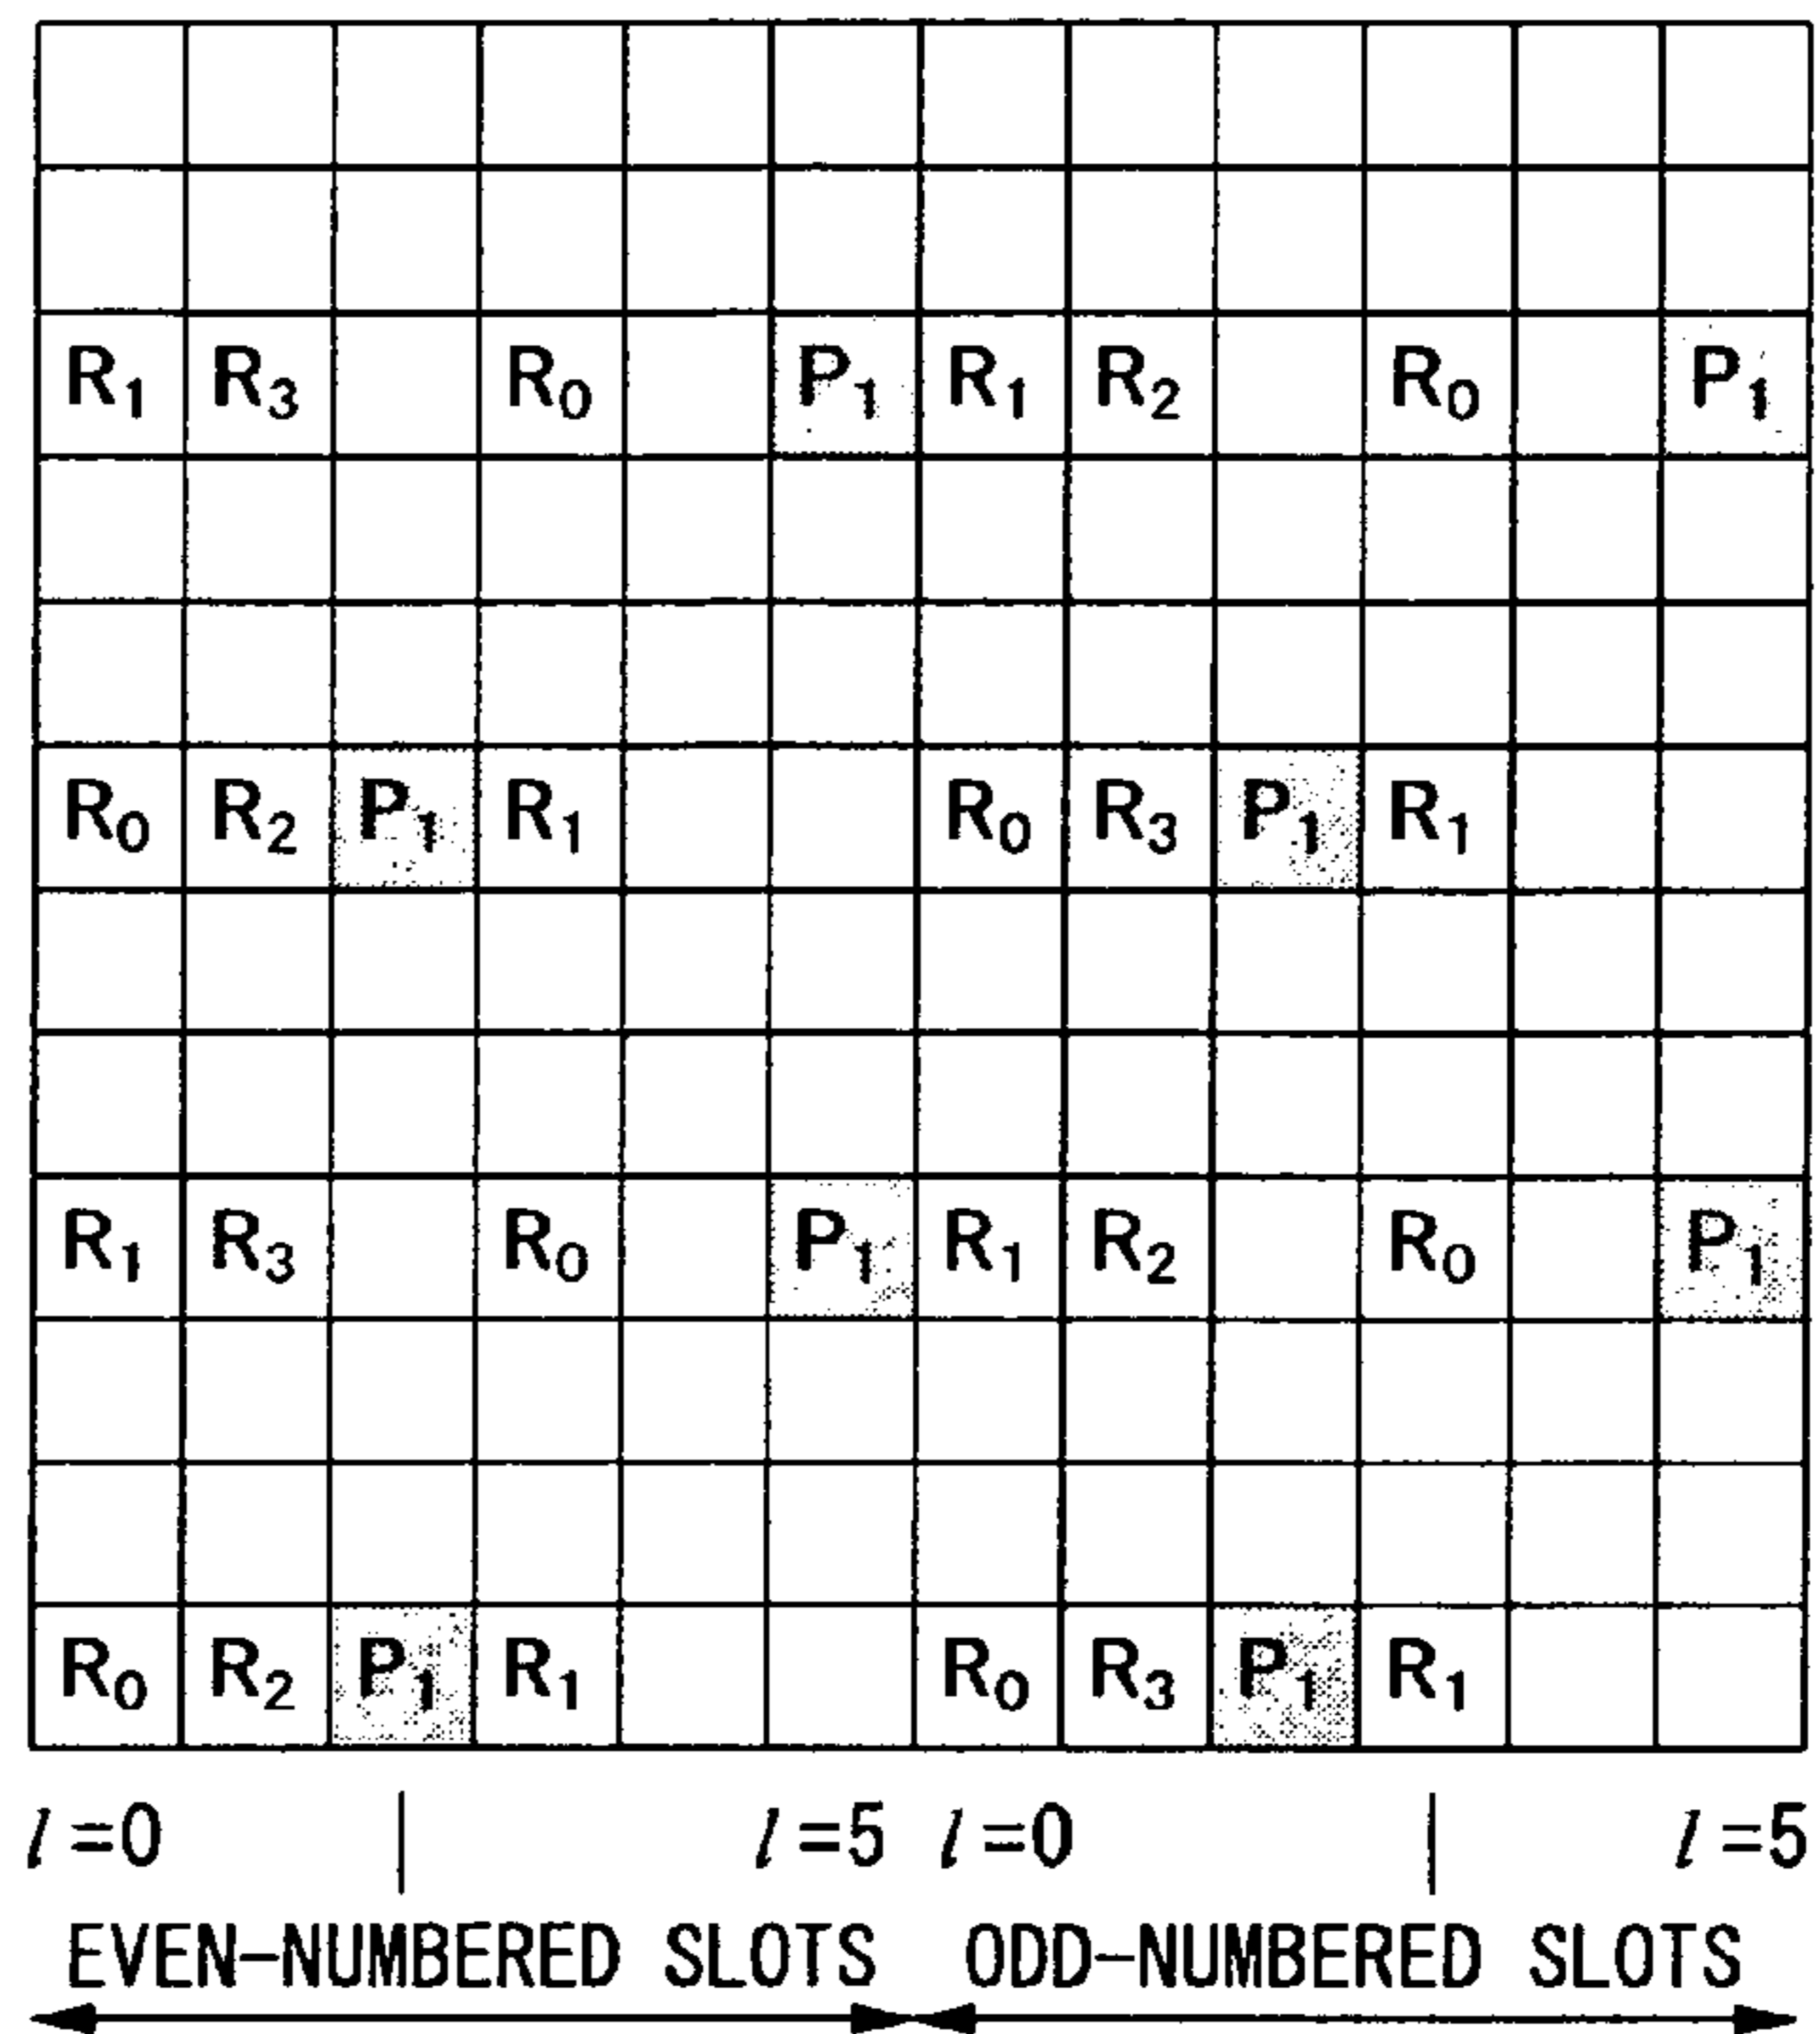 R₁ R₃ R₀ P₁ R₁ R₂ R₀ P₁
R₀ R₂ P₁ R₁ R₀ R₃ P₁ R₁
R₁ R₃ R₀ P₁ R₁ R₂ R₀ P₁
R₀ R₂ P₁ R₁ R₀ R₃ P₁ R₁
l=0 | l=5 l=0 | l=5
EVEN-NUMBERED SLOTS ODD-NUMBERED SLOTS